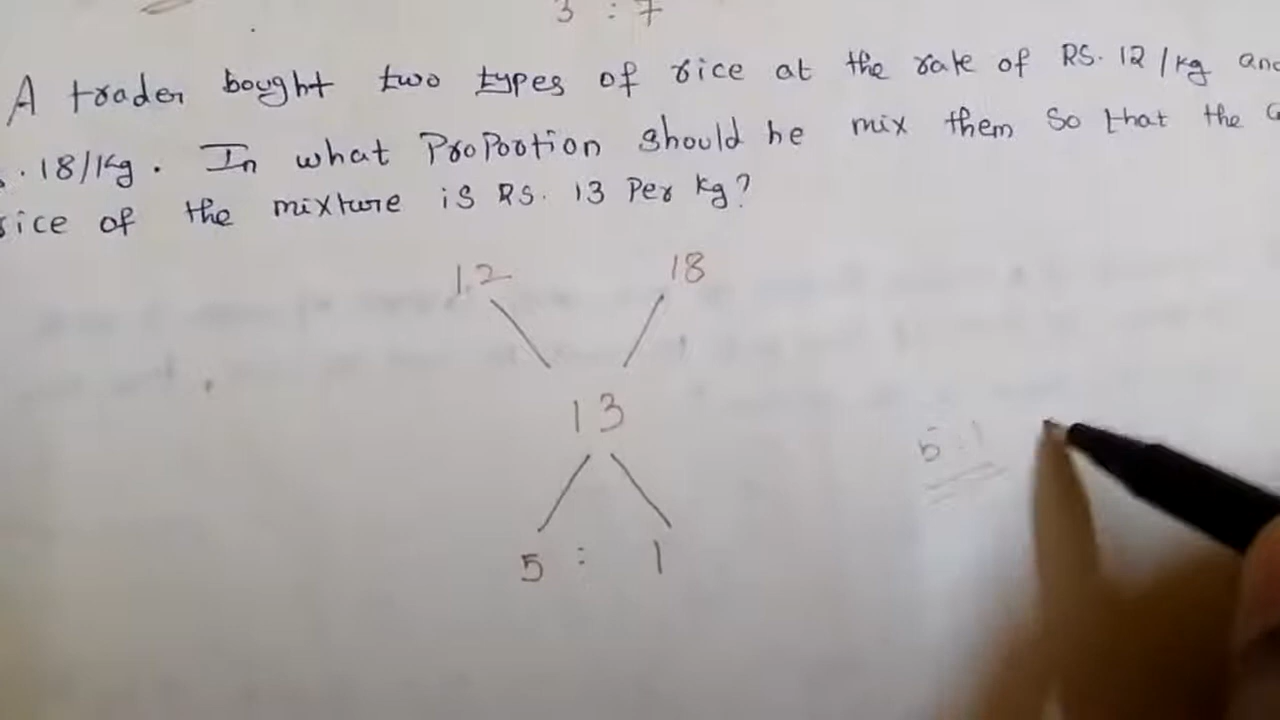 3 : 7
A trader bought two types of rice at the rate of RS. 12 / kg and
. 18/Kg . In what Proportion should he mix them so that the
rice of the mixture is RS. 13 Per kg?
12 18
13
5 : 1
5 : 1